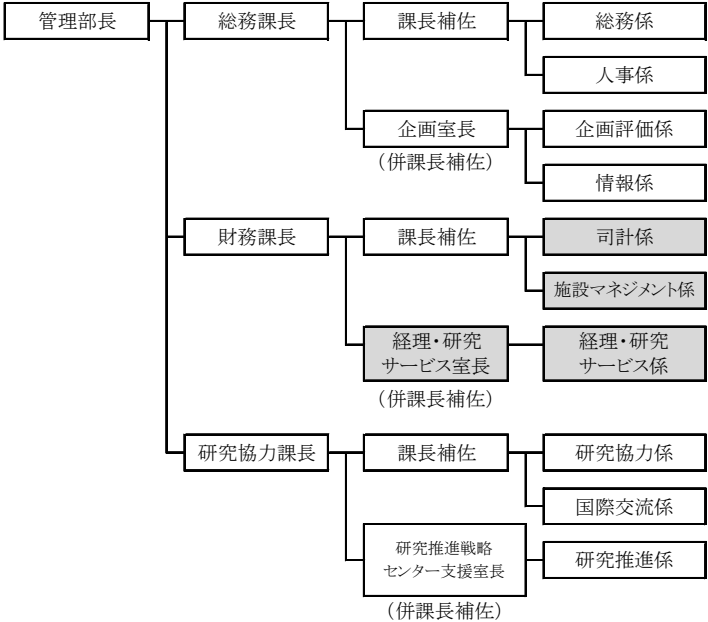 管理部長
総務課長
課長補佐
総務係
人事係
企画室長
(併課長補佐)
企画評価係
情報係
財務課長
課長補佐
司計係
施設マネジメント係
経理・研究
サービス室長
(併課長補佐)
経理・研究
サービス係
研究協力課長
課長補佐
研究協力係
国際交流係
研究推進戦略
センター支援室長
(併課長補佐)
研究推進係